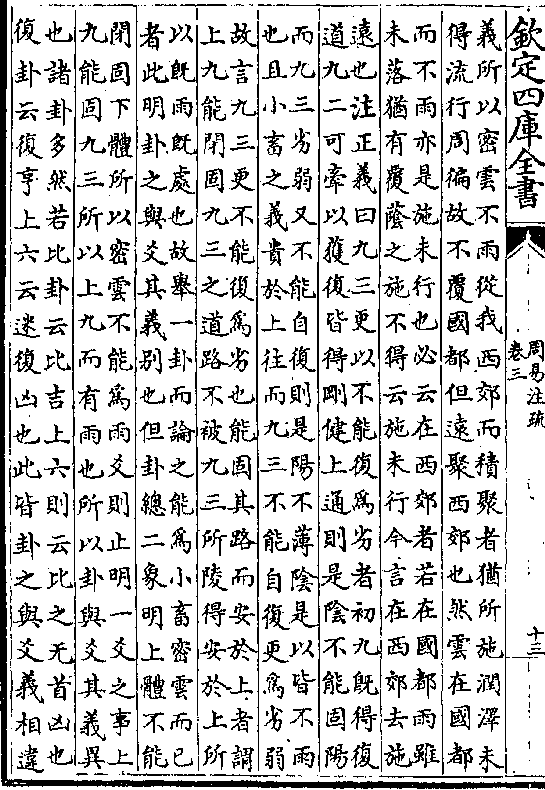 欽定四庫全書
周易注疏
卷三
十三
義所以密雲不雨從我西郊而積聚者猶所施潤澤未
得流行周徧故不覆國都但遠聚西郊也然雲在國都
而不雨亦是施未行也必云在西郊者若在國都雨雖
未落猶有覆蔭之施不得云施未行今言在西郊去施
遠也注正義曰九三更以不能復爲劣者初九既得復
道九二可牽以獲復皆得剛健上通則是陰不能固陽
而九三劣弱又不能自復則是陽不薄陰是以皆不雨
也且小畜之義貴於上往而九三不能自復更爲劣弱
故言九三更不能復爲劣也能固其路而安於上者謂
上九能閉固九三之道路不被九三所陵得安於上所
以既雨既處也故舉一卦而論之能爲小畜密雲而已
者此明卦之與爻其義别也但卦總二象明上體不能
閉固下體所以密雲不能爲雨爻則止明一爻之事上
九能固九三所以上九而有雨也所以卦與爻其義異
也諸卦多然若比卦云比吉上六則云比之无首凶也
復卦云復亨上六云迷復凶也此皆卦之與爻義相違